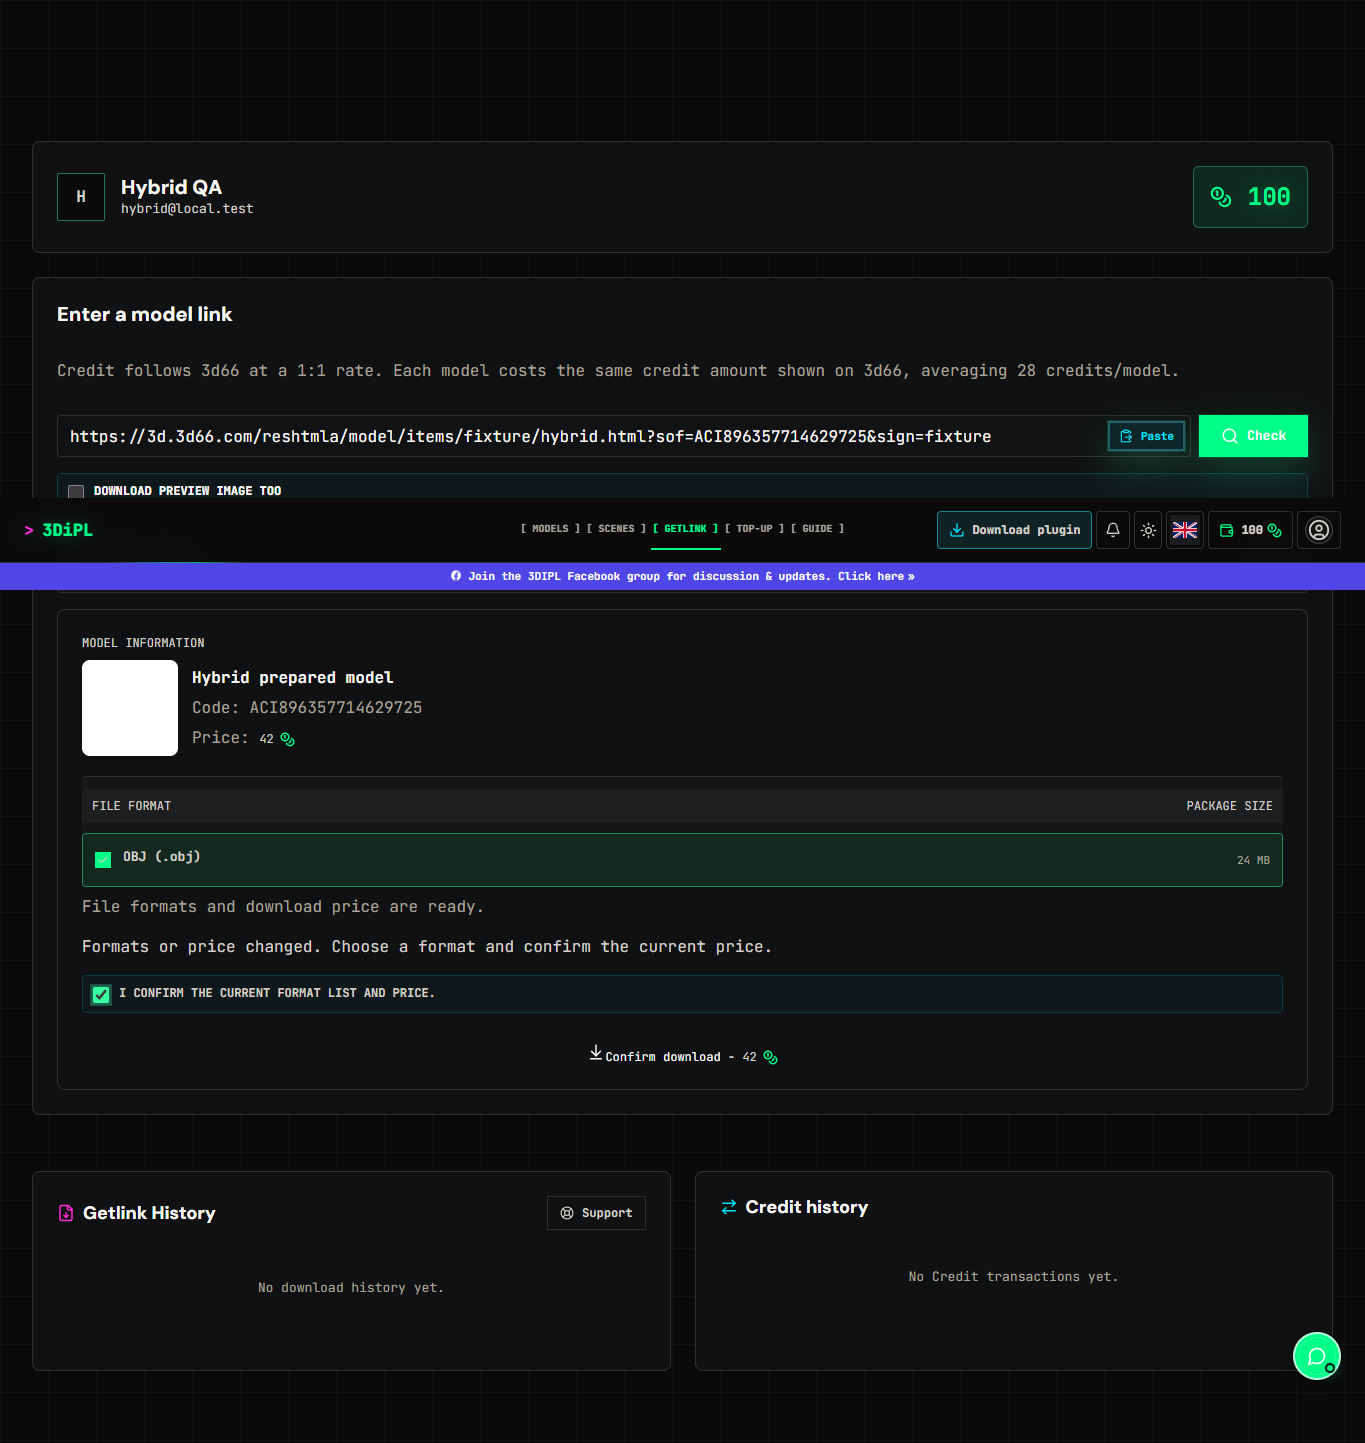 H
Hybrid QA
hybrid@local.test
100
Enter a model link
Credit follows 3d66 at a 1:1 rate. Each model costs the same credit amount shown on 3d66, averaging 28 credits/model.
https://3d.3d66.com/reshtmla/model/items/fixture/hybrid.html?sof=ACI896357714629725&sign=fixture
Paste
Check
DOWNLOAD PREVIEW IMAGE TOO
> 3DiPL
[ MODELS ] [ SCENES ] [ GETLINK ] [ TOP-UP ] [ GUIDE ]
Download plugin
100
Join the 3DIPL Facebook group for discussion & updates. Click here »
MODEL INFORMATION
Hybrid prepared model
Code: ACI896357714629725
Price: 42
FILE FORMAT
PACKAGE SIZE
OBJ (.obj)
24 MB
File formats and download price are ready.
Formats or price changed. Choose a format and confirm the current price.
I CONFIRM THE CURRENT FORMAT LIST AND PRICE.
Confirm download - 42
Getlink History
Support
No download history yet.
Credit history
No Credit transactions yet.